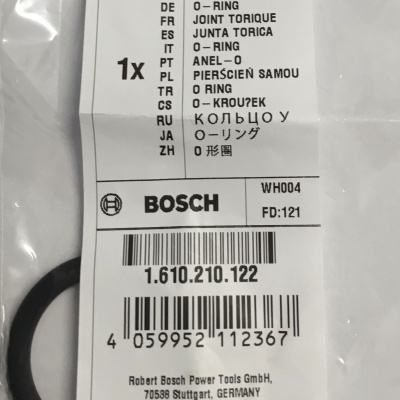 DE O-RING
FR JOINT TORIQUE
ES JUNTA TORICA
IT O-RING
1x PT ANEL-O
PL PIERŚCIEŃ SAMOU
TR O RING
CS O-KROU?EK
RU КОЛЬЦО У
JA O-リング
ZH O 形圈
BOSCH
WH004
FD:121
1.610.210.122
4 059952 112367
Robert Bosch Power Tools GmbH,
70538 Stuttgart, GERMANY